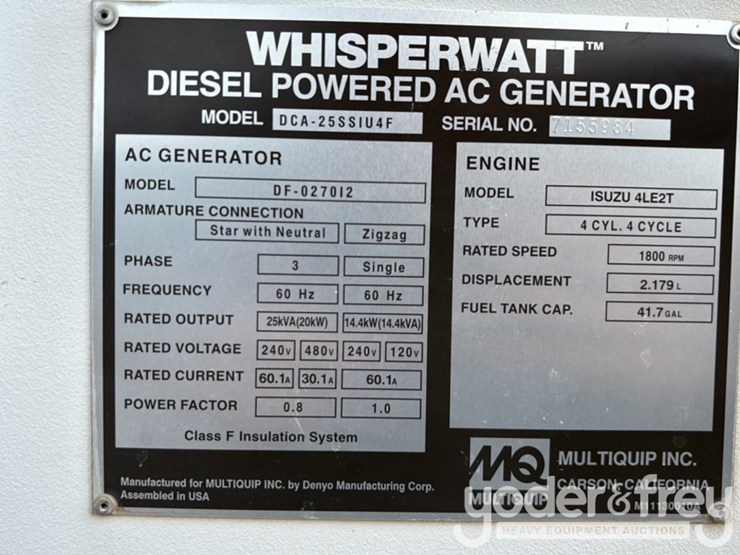 WHISPERWATT™
DIESEL POWERED AC GENERATOR
MODEL DCA-25SSIU4F SERIAL NO. 7155984
AC GENERATOR
MODEL DF-0270I2
ARMATURE CONNECTION
Star with Neutral Zigzag
PHASE 3 Single
FREQUENCY 60 Hz 60 Hz
RATED OUTPUT 25kVA(20kW) 14.4kW(14.4kVA)
RATED VOLTAGE 240V 480V 240V 120V
RATED CURRENT 60.1A 30.1A 60.1A
POWER FACTOR 0.8 1.0
Class F Insulation System
ENGINE
MODEL ISUZU 4LE2T
TYPE 4 CYL. 4 CYCLE
RATED SPEED 1800 RPM
DISPLACEMENT 2.179 L
FUEL TANK CAP. 41.7 GAL
Manufactured for MULTIQUIP INC. by Denyo Manufacturing Corp.
Assembled in USA
MQ
MULTIQUIP
MULTIQUIP INC.
CARSON, CALIFORNIA
M11130010A
yoder&frey
HEAVY EQUIPMENT AUCTIONS